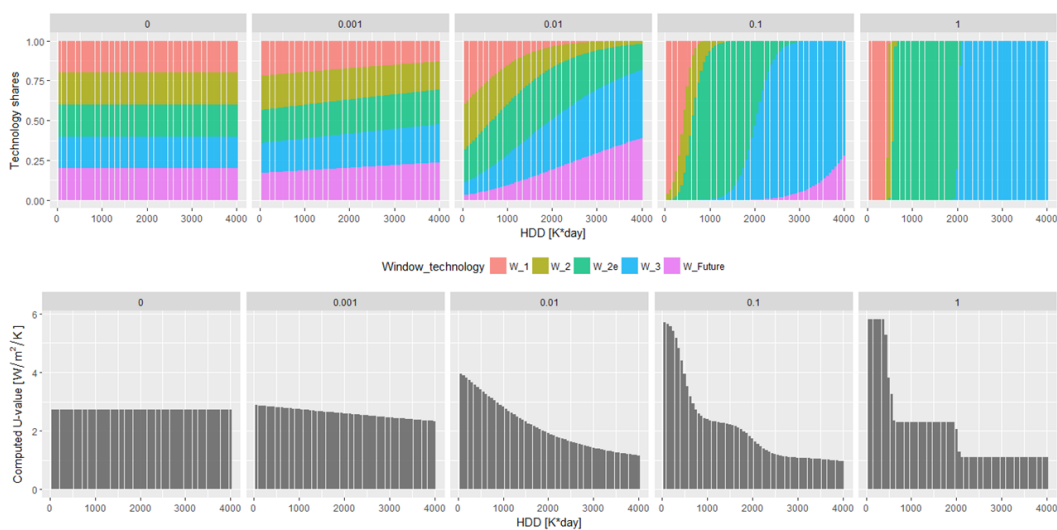 0 0.001 0.01 0.1 1
1.00
0.75
0.50
0.25
0.00
Technology shares
0 1000 2000 3000 4000 0 1000 2000 3000 4000 0 1000 2000 3000 4000 0 1000 2000 3000 4000 0 1000 2000 3000 4000
HDD [K*day]
Window_technology W_1 W_2 W_2e W_3 W_Future
0 0.001 0.01 0.1 1
6
4
2
0
Computed U-value [W/m²/K]
0 1000 2000 3000 4000 0 1000 2000 3000 4000 0 1000 2000 3000 4000 0 1000 2000 3000 4000 0 1000 2000 3000 4000
HDD [K*day]